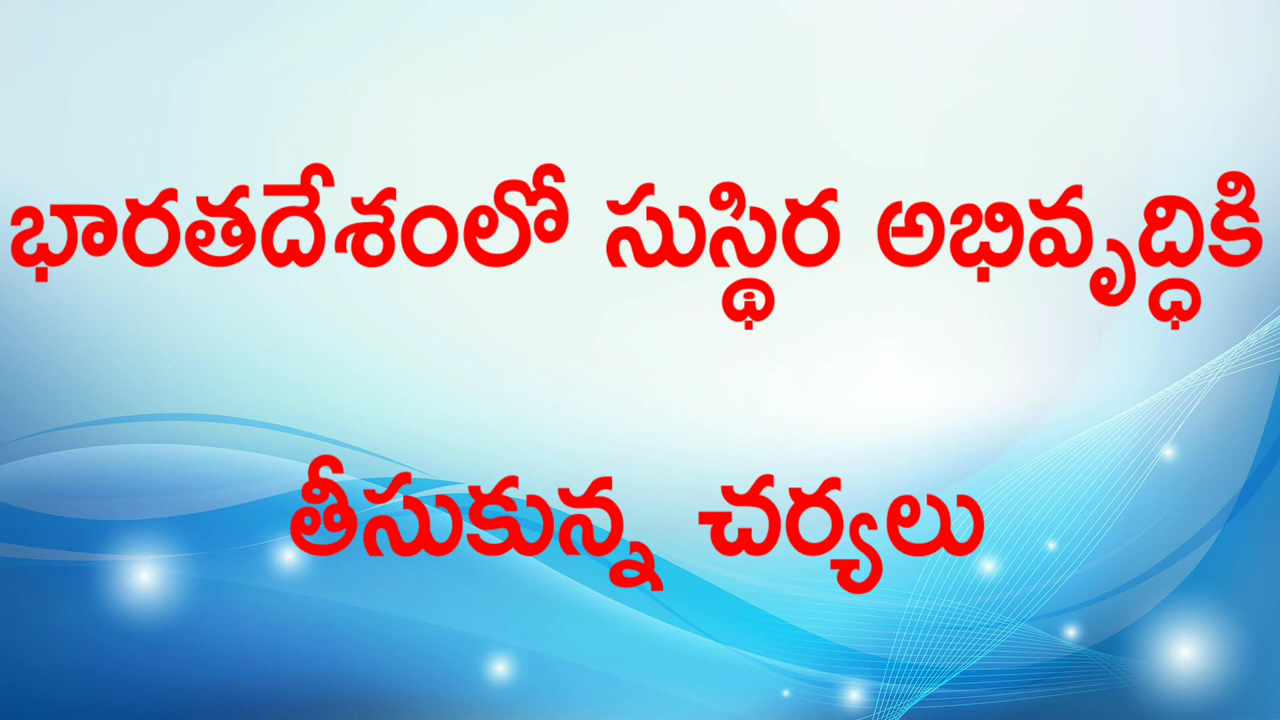 భారతదేశంలో సుస్థిర అభివృద్ధికి
తీసుకున్న చర్యలు